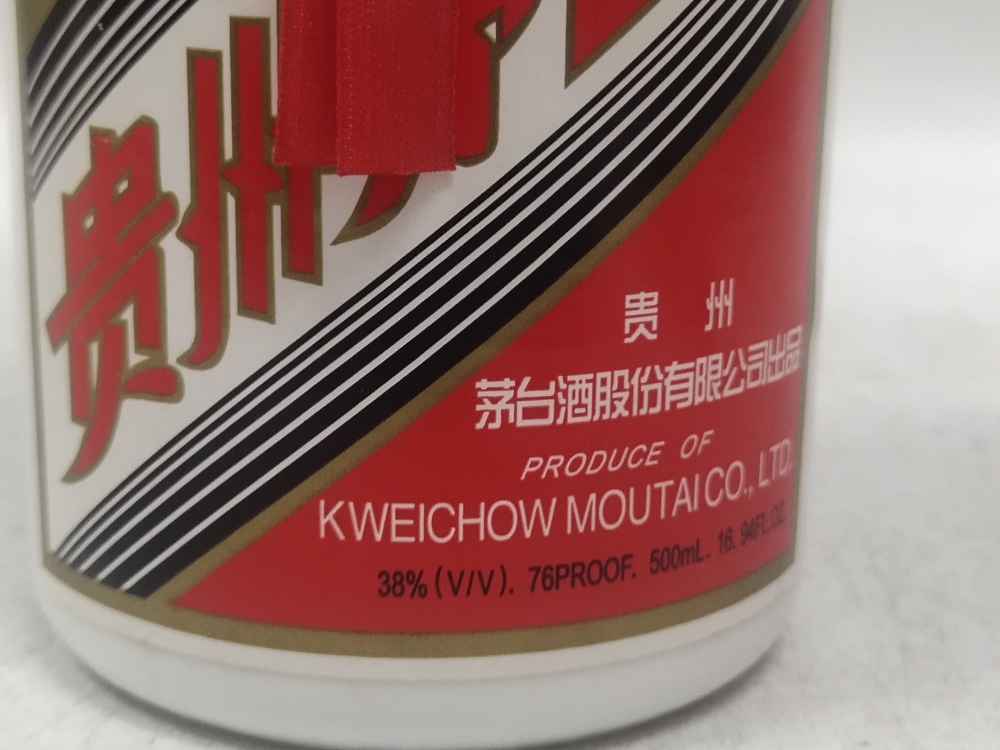 贵州
贵 州
茅台酒股份有限公司出品
PRODUCE OF
KWEICHOW MOUTAI CO., LTD.
38% (V/V). 76PROOF. 500mL. 16. 94FL.OZ.